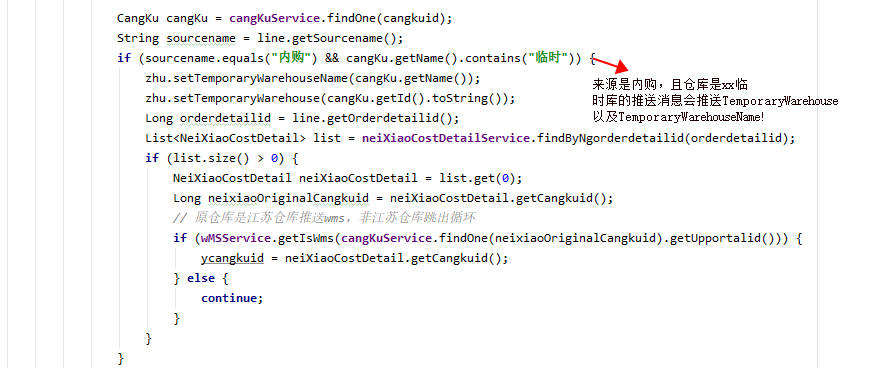 CangKu cangKu = cangKuService.findOne(cangkuid);
String sourcename = line.getSourcename();
if (sourcename.equals("内购") && cangKu.getName().contains("临时")) {
zhu.setTemporaryWarehouseName(cangKu.getName());
zhu.setTemporaryWarehouse(cangKu.getId().toString());
Long orderdetailid = line.getOrderdetailid();
List<NeiXiaoCostDetail> list = neiXiaoCostDetailService.findByNgorderdetailid(orderdetailid);
if (list.size() > 0) {
NeiXiaoCostDetail neiXiaoCostDetail = list.get(0);
Long neixiaoOriginalCangkuid = neiXiaoCostDetail.getCangkuid();
// 原仓库是江苏仓库推送wms，非江苏仓库跳出循环
if (wMSService.getIsWms(cangKuService.findOne(neixiaoOriginalCangkuid).getUpportalid())) {
ycangkuid = neiXiaoCostDetail.getCangkuid();
} else {
continue;
}
}
}
来源是内购，且仓库是xx临
时库的推送消息会推送TemporaryWarehouse
以及TemporaryWarehouseName!